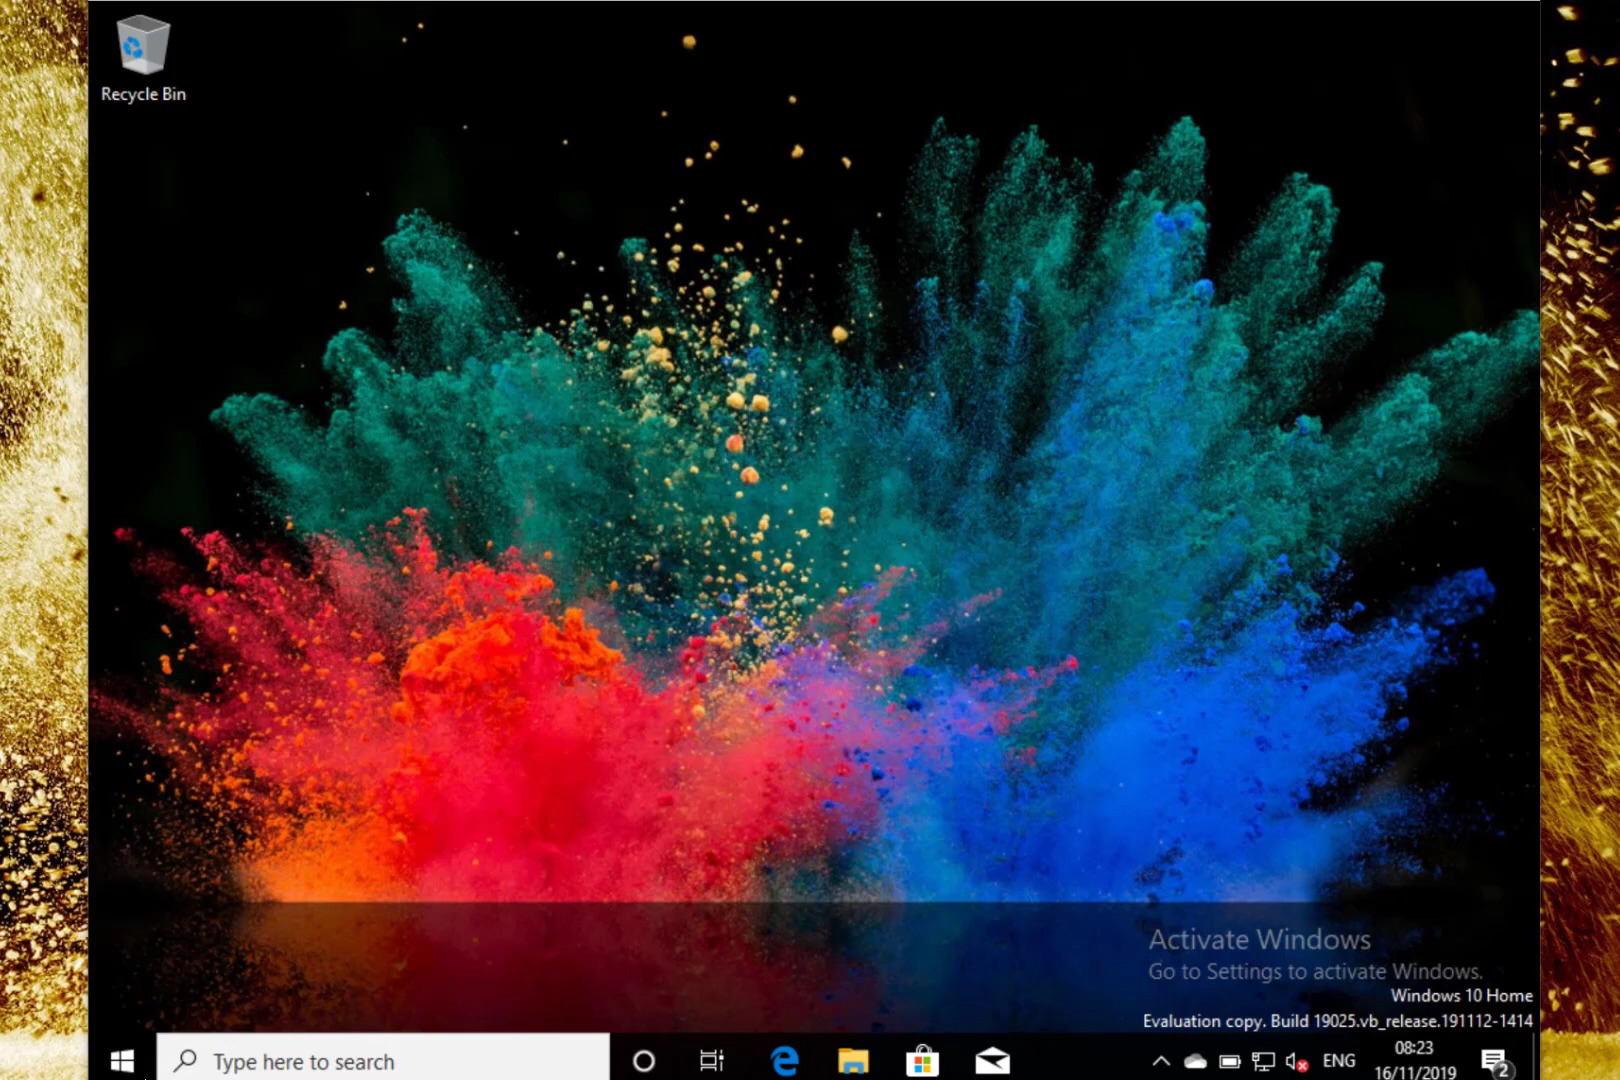 Recycle Bin
Activate Windows
Go to Settings to activate Windows.
Windows 10 Home
Evaluation copy. Build 19025.vb_release.191112-1414
Type here to search
ENG
08:23
16/11/2019
2